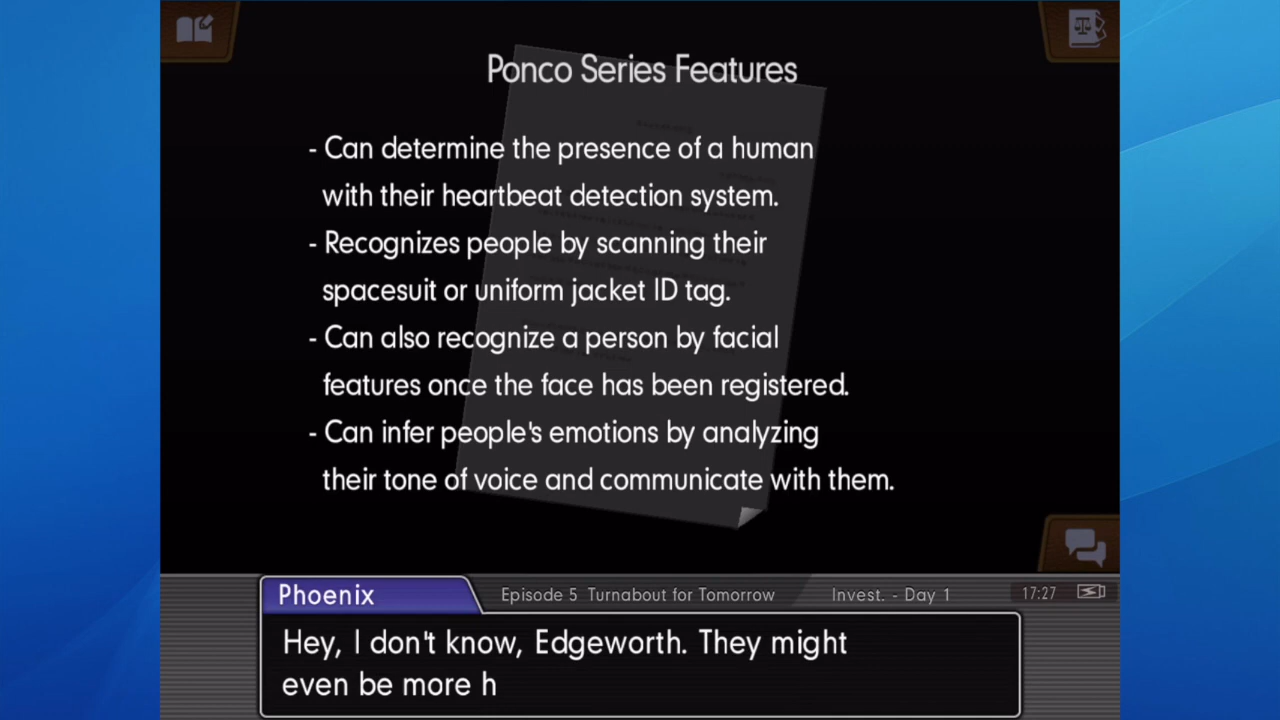 Ponco Series Features
- Can determine the presence of a human
with their heartbeat detection system.
- Recognizes people by scanning their
spacesuit or uniform jacket ID tag.
- Can also recognize a person by facial
features once the face has been registered.
- Can infer people's emotions by analyzing
their tone of voice and communicate with them.
Phoenix
Episode 5 Turnabout for Tomorrow
Invest. - Day 1
17:27
Hey, I don't know, Edgeworth. They might
even be more h